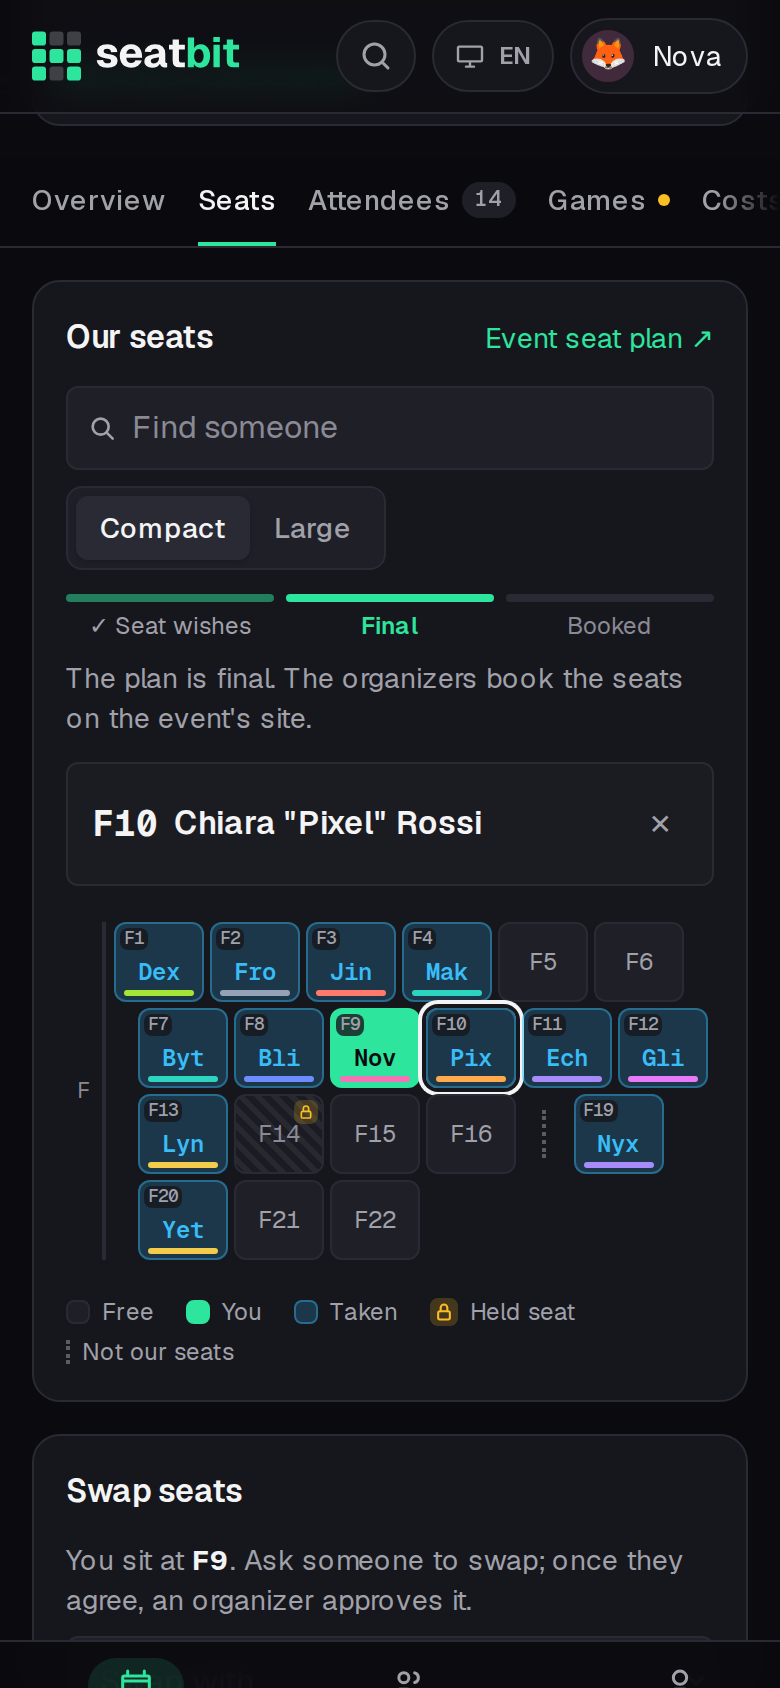 seatbit
EN
Nova
Overview Seats Attendees 14 Games Costs
Our seats
Event seat plan ↗
Find someone
Compact Large
✓ Seat wishes Final Booked
The plan is final. The organizers book the seats
on the event's site.
F10 Chiara "Pixel" Rossi ✕
F
F1 Dex F2 Fro F3 Jin F4 Mak F5 F6
F7 Byt F8 Bli F9 Nov F10 Pix F11 Ech F12 Gli
F13 Lyn F14 F15 F16 F19 Nyx
F20 Yet F21 F22
Free You Taken Held seat
Not our seats
Swap seats
You sit at F9. Ask someone to swap; once they
agree, an organizer approves it.